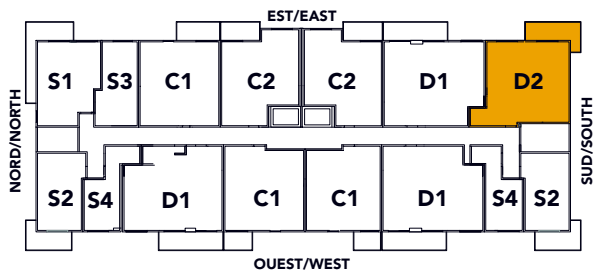 EST/EAST
S1 S3 C1 C2 C2 D1 D2
NORD/NORTH
SUD/SOUTH
S2 S4 D1 C1 C1 D1 S4 S2
OUEST/WEST